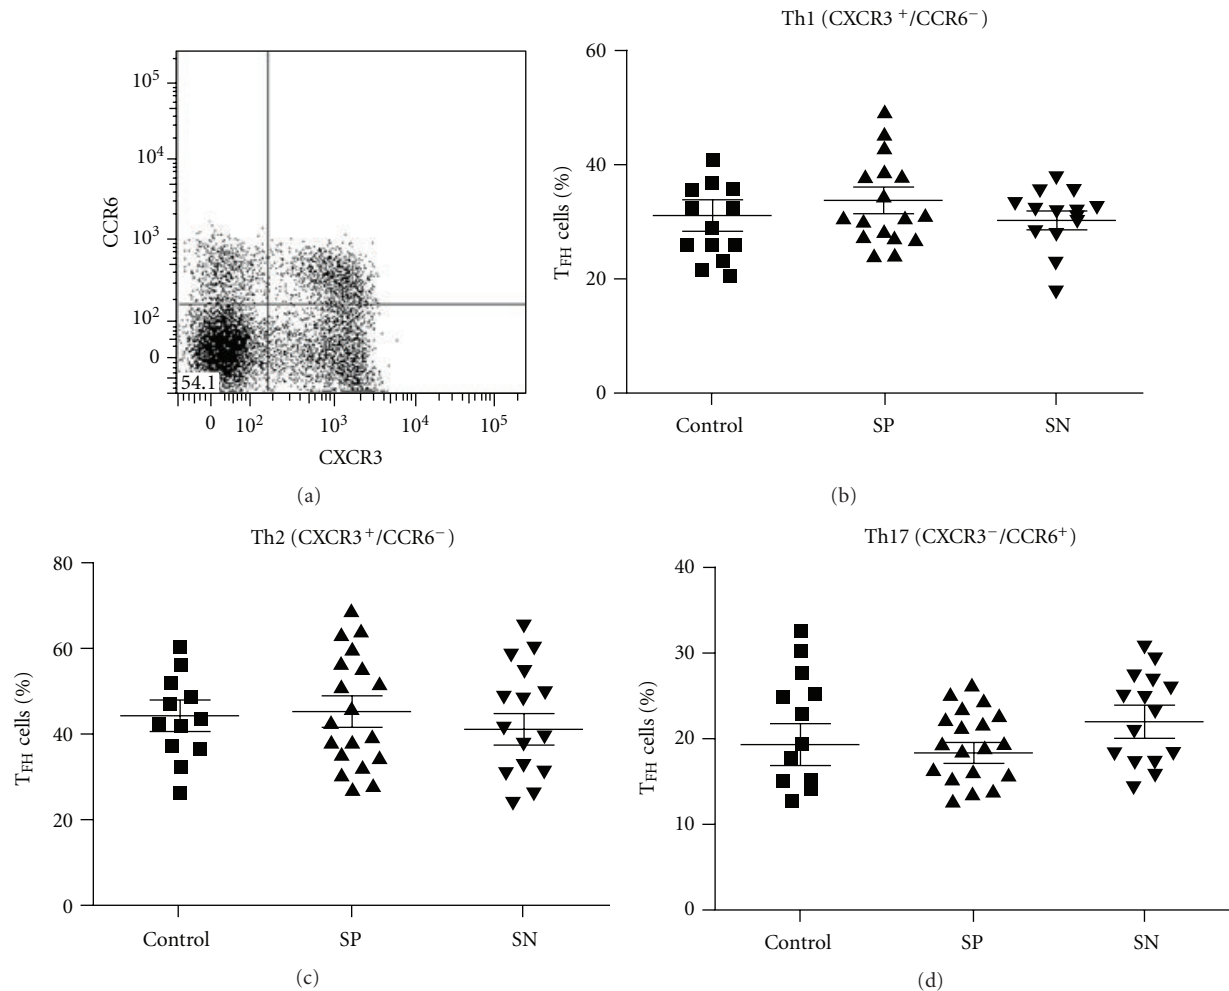 Th1 (CXCR3⁺/CCR6⁻)
10⁵
10⁴
10³
10²
0
CCR6
54.1
0 10² 10³ 10⁴ 10⁵
CXCR3
(a)
60
40
20
0
T_FH cells (%)
Control SP SN
(b)
Th2 (CXCR3⁺/CCR6⁻)
80
60
40
20
0
T_FH cells (%)
Control SP SN
(c)
Th17 (CXCR3⁻/CCR6⁺)
40
30
20
10
0
T_FH cells (%)
Control SP SN
(d)